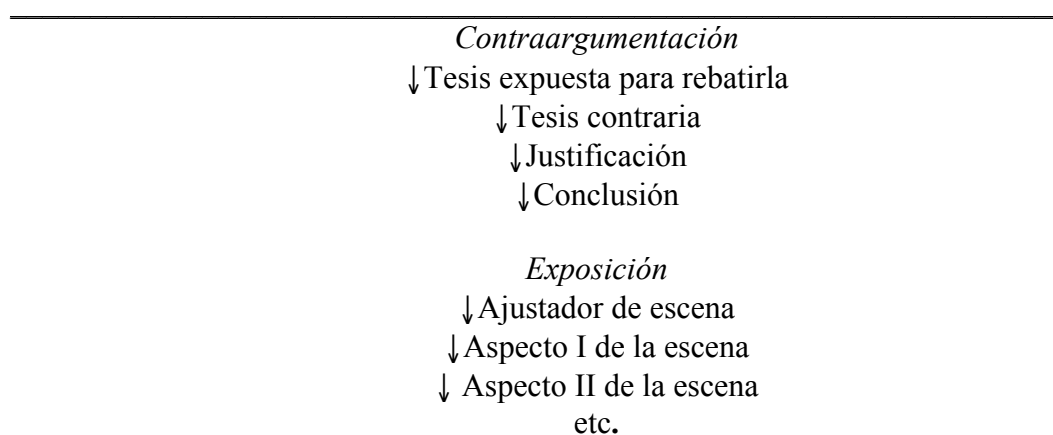 Contraargumentación
↓Tesis expuesta para rebatirla
↓Tesis contraria
↓Justificación
↓Conclusión
Exposición
↓Ajustador de escena
↓Aspecto I de la escena
↓ Aspecto II de la escena
etc.